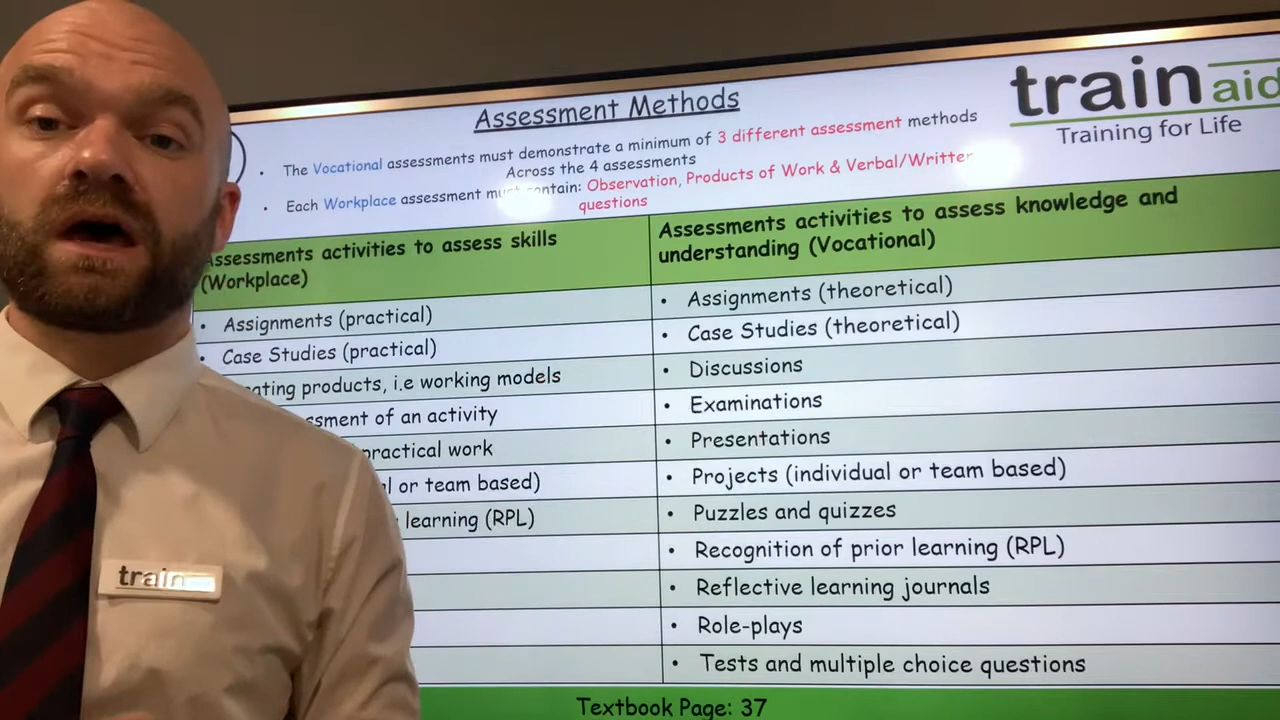 Assessment Methods
train aid
Training for Life
• The Vocational assessments must demonstrate a minimum of 3 different assessment methods
Across the 4 assessments
• Each Workplace assessment must contain: Observation, Products of Work & Verbal/Written
questions
Assessments activities to assess skills
(Workplace)
Assessments activities to assess knowledge and
understanding (Vocational)
• Assignments (practical)
• Case Studies (practical)
products, i.e working models
of an activity
practical work
or team based)
learning (RPL)
• Assignments (theoretical)
• Case Studies (theoretical)
• Discussions
• Examinations
• Presentations
• Projects (individual or team based)
• Puzzles and quizzes
• Recognition of prior learning (RPL)
• Reflective learning journals
• Role-plays
• Tests and multiple choice questions
Textbook Page: 37
train